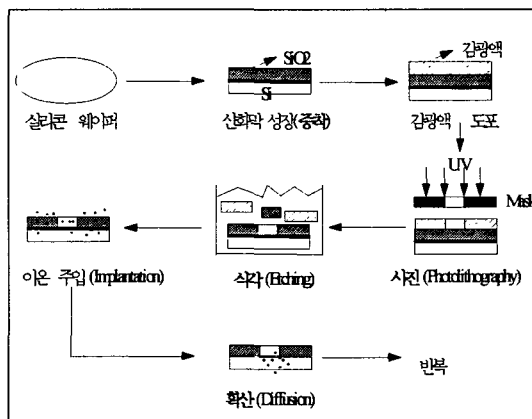 감광액
SiO2
Si
실리콘 웨이퍼
산화막 성장(증착)
감광액 도포
UV
Mask
이온 주입(Implantation)
식각(Etching)
사진(Photolithography)
확산(Diffusion)
반복